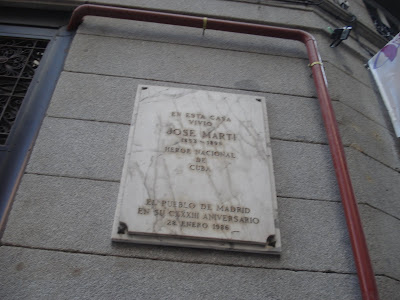 EN ESTA CASA
VIVIO
JOSE MARTI
1853-1895
HEROE NACIONAL
DE
CUBA
EL PUEBLO DE MADRID
EN SU CXXXIII ANIVERSARIO
28 ENERO 1986